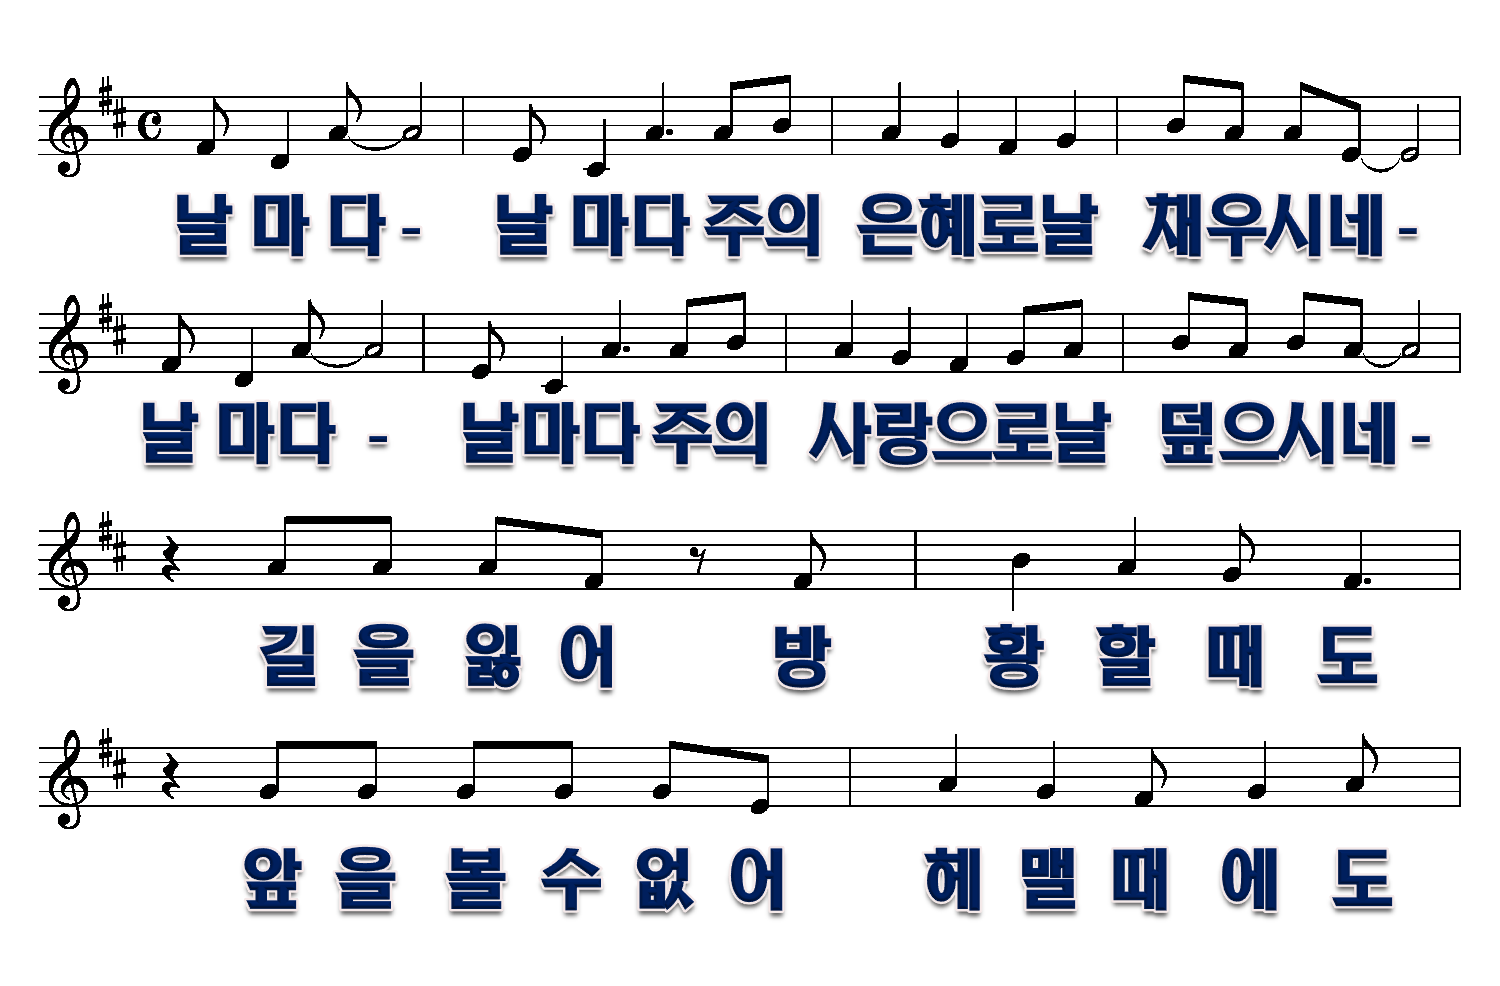 날 마 다 - 날 마다 주의 은혜로날 채우시네 -
날 마다 - 날마다 주의 사랑으로날 덮으시네 -
길 을 잃 어 방 황 할 때 도
앞 을 볼 수 없 어 헤 맬 때 에 도